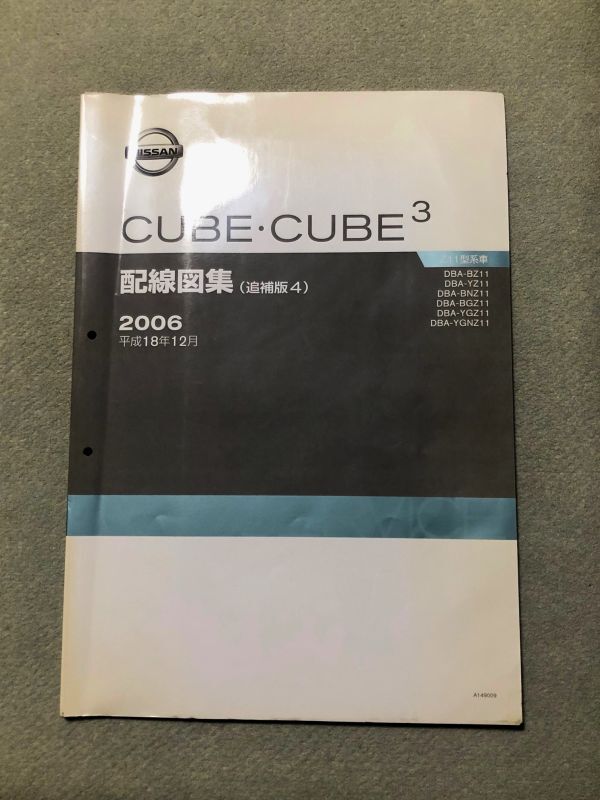 NISSAN
CUBE・CUBE³
Z11型系車
配線図集(追補版4)
DBA-BZ11
DBA-YZ11
DBA-BNZ11
DBA-BGZ11
DBA-YGZ11
DBA-YGNZ11
2006
平成18年12月
A149009